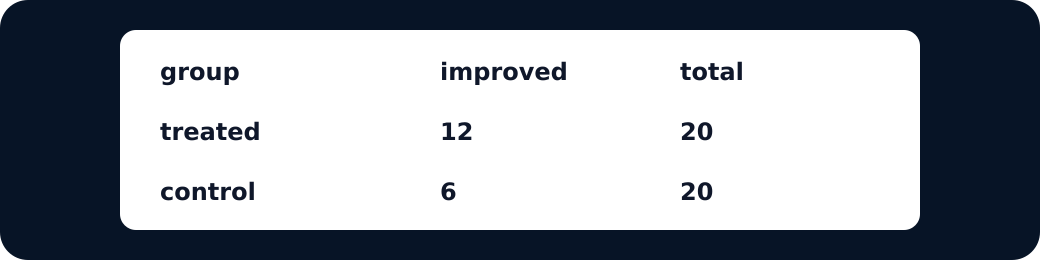 group improved total
treated 12 20
control 6 20